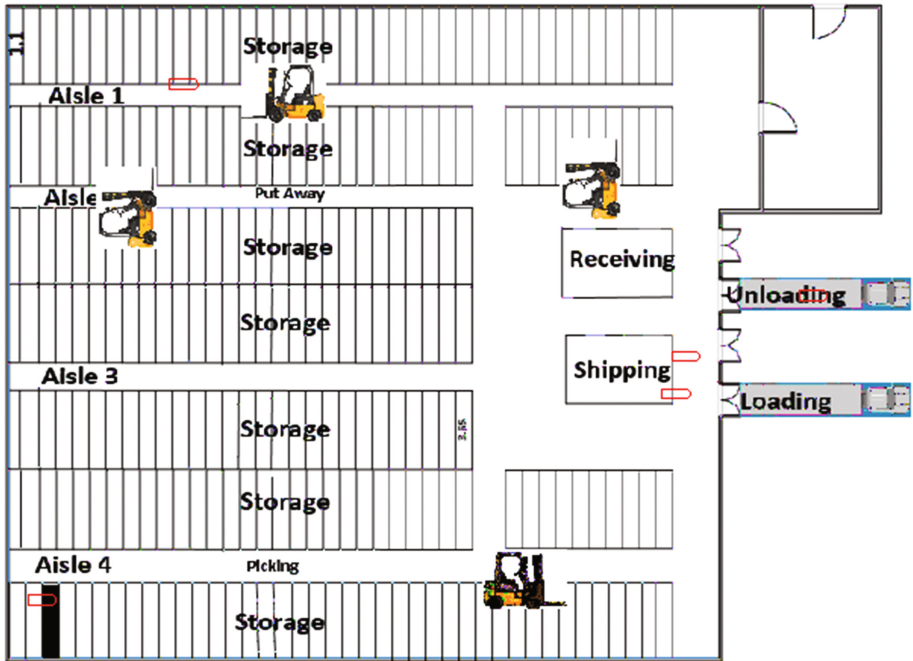 1.1
Storage
Aisle 1
Storage
Aisle
Put Away
Storage
Receiving
Unloading
Storage
Shipping
Aisle 3
Loading
Storage
3.55
Storage
Aisle 4
Picking
Storage